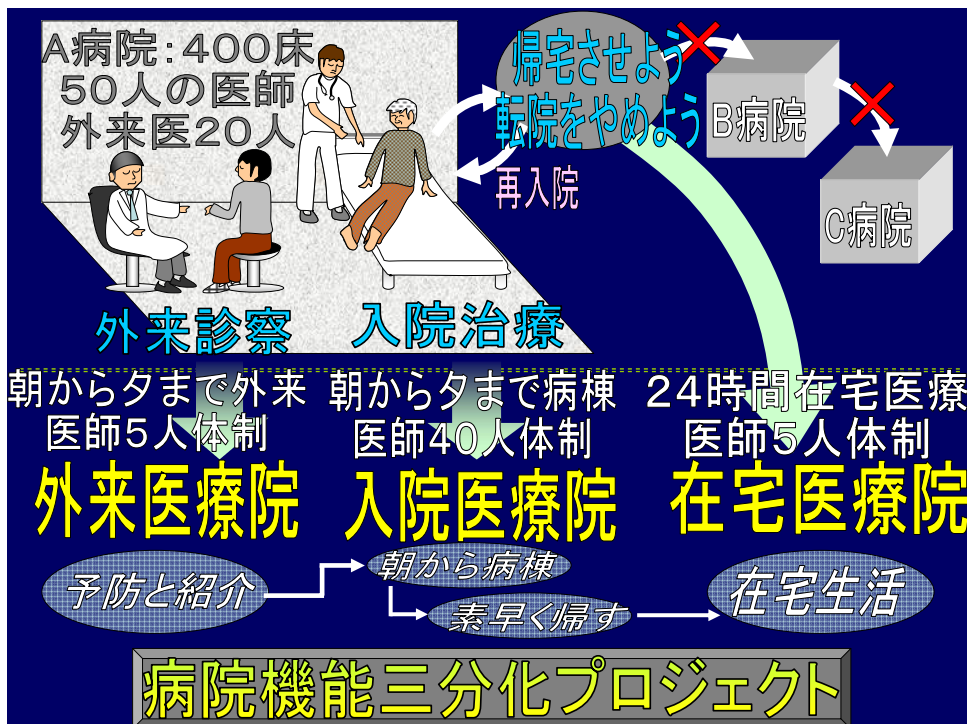 A病院：４００床
５０人の医師
外来医２０人
帰宅させよう
転院をやめよう
再入院
B病院
C病院
外来診察
入院治療
朝から夕まで外来
医師５人体制
外来医療院
朝から夕まで病棟
医師４０人体制
入院医療院
２４時間在宅医療
医師５人体制
在宅医療院
予防と紹介
朝から病棟
素早く帰す
在宅生活
病院機能三分化プロジェクト